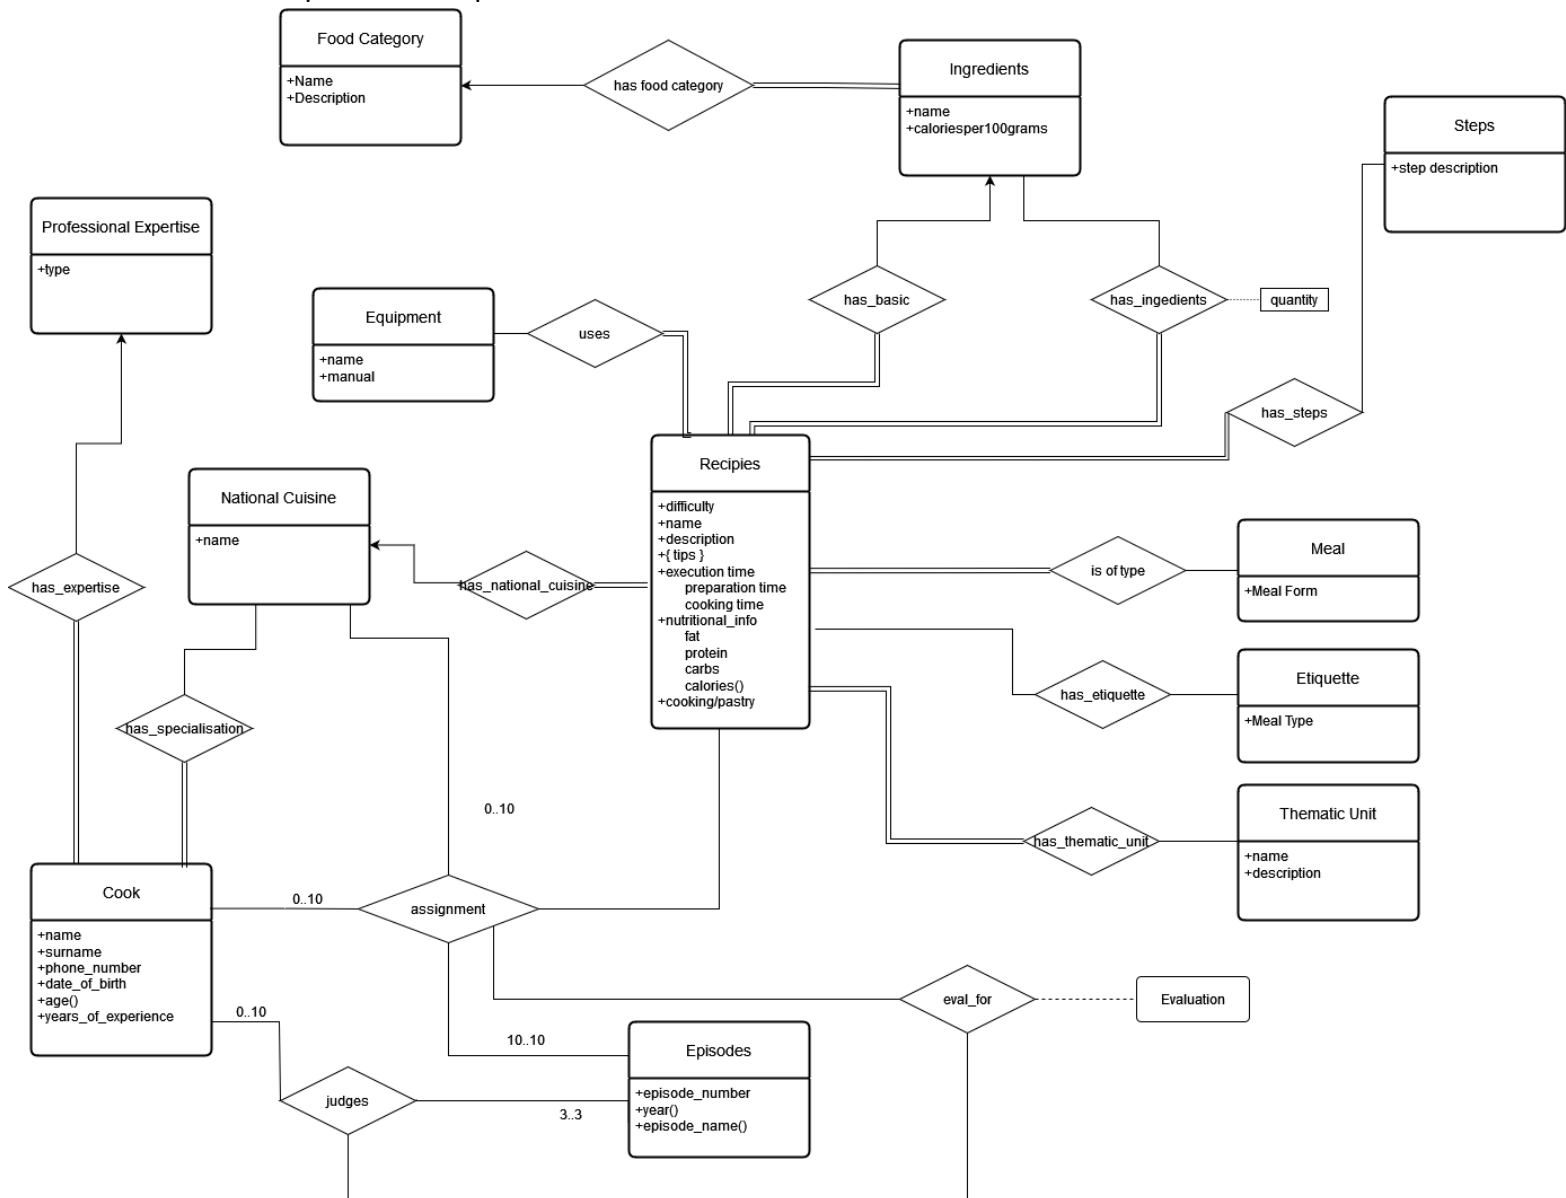 Food Category
+Name
+Description
has food category
Ingredients
+name
+caloriesper100grams
Steps
+step description
Professional Expertise
+type
Equipment
+name
+manual
uses
has_basic
has_ingedients
quantity
has_steps
National Cuisine
+name
has_national_cuisine
Recipies
+difficulty
+name
+description
+{ tips }
+execution time
preparation time
cooking time
+nutritional_info
fat
protein
carbs
calories()
+cooking/pastry
is of type
Meal
+Meal Form
has_expertise
has_etiquette
Etiquette
+Meal Type
has_specialisation
0..10
has_thematic_unit
Thematic Unit
+name
+description
Cook
+name
+surname
+phone_number
+date_of_birth
+age()
+years_of_experience
0..10
assignment
eval_for
Evaluation
0..10
10..10
judges
3..3
Episodes
+episode_number
+year()
+episode_name()